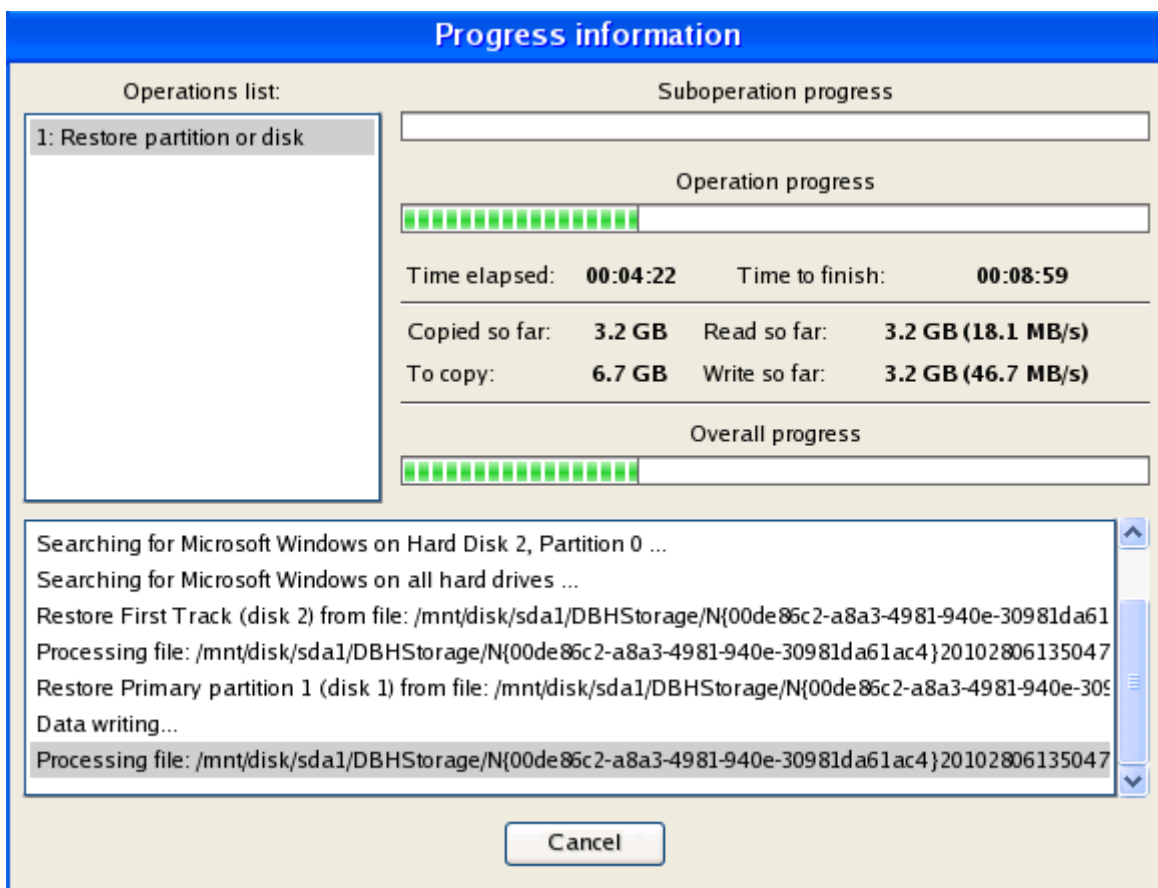 Progress information
Operations list:
1: Restore partition or disk
Suboperation progress
Operation progress
Time elapsed: 00:04:22 Time to finish: 00:08:59
Copied so far: 3.2 GB Read so far: 3.2 GB (18.1 MB/s)
To copy: 6.7 GB Write so far: 3.2 GB (46.7 MB/s)
Overall progress
Searching for Microsoft Windows on Hard Disk 2, Partition 0 ...
Searching for Microsoft Windows on all hard drives ...
Restore First Track (disk 2) from file: /mnt/disk/sda1/DBHStorage/N{00de86c2-a8a3-4981-940e-30981da61
Processing file: /mnt/disk/sda1/DBHStorage/N{00de86c2-a8a3-4981-940e-30981da61ac4}20102806135047
Restore Primary partition 1 (disk 1) from file: /mnt/disk/sda1/DBHStorage/N{00de86c2-a8a3-4981-940e-309
Data writing...
Processing file: /mnt/disk/sda1/DBHStorage/N{00de86c2-a8a3-4981-940e-30981da61ac4}20102806135047
Cancel